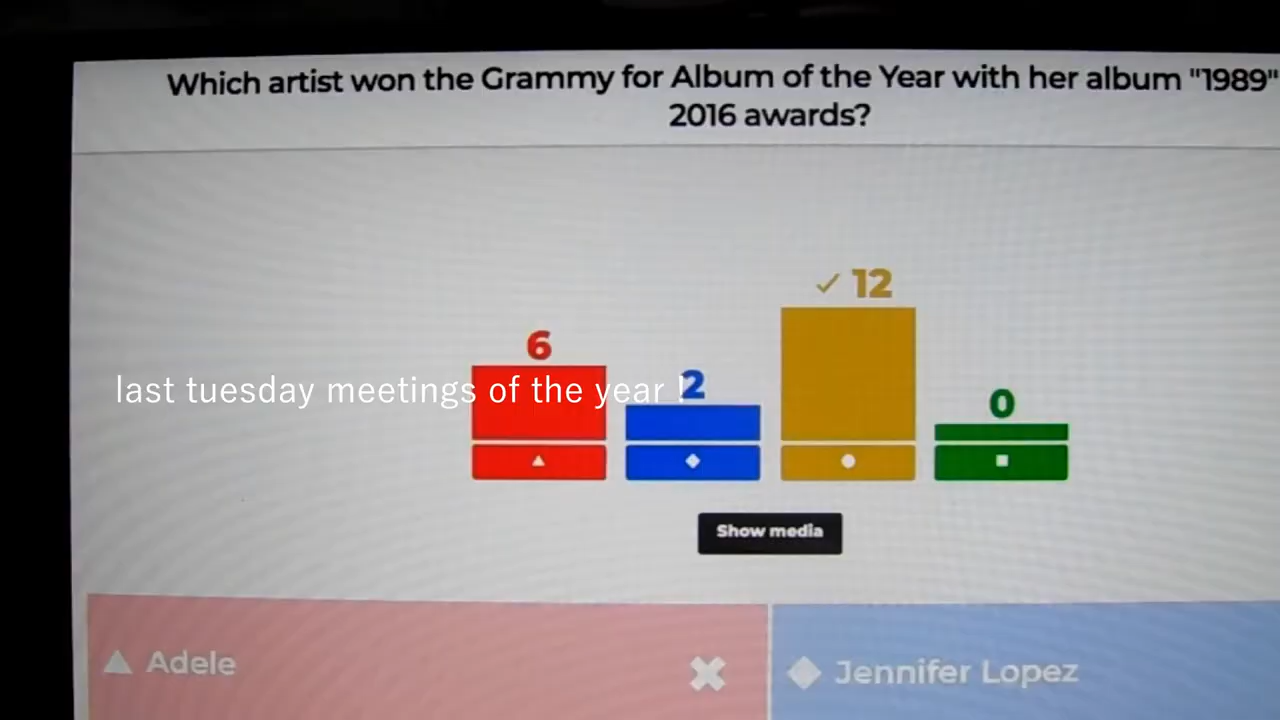 Which artist won the Grammy for Album of the Year with her album "1989"
2016 awards?
✓ 12
6
2
0
last tuesday meetings of the year !
Show media
Adele
Jennifer Lopez